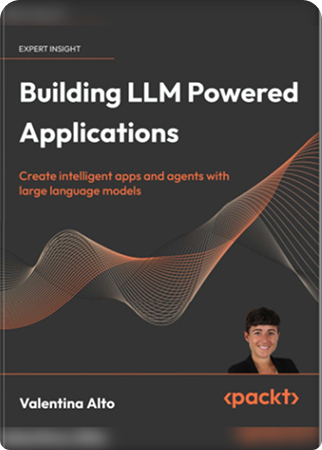 EXPERT INSIGHT
Building LLM Powered
Applications
Create intelligent apps and agents with
large language models
Valentina Alto
<packt>